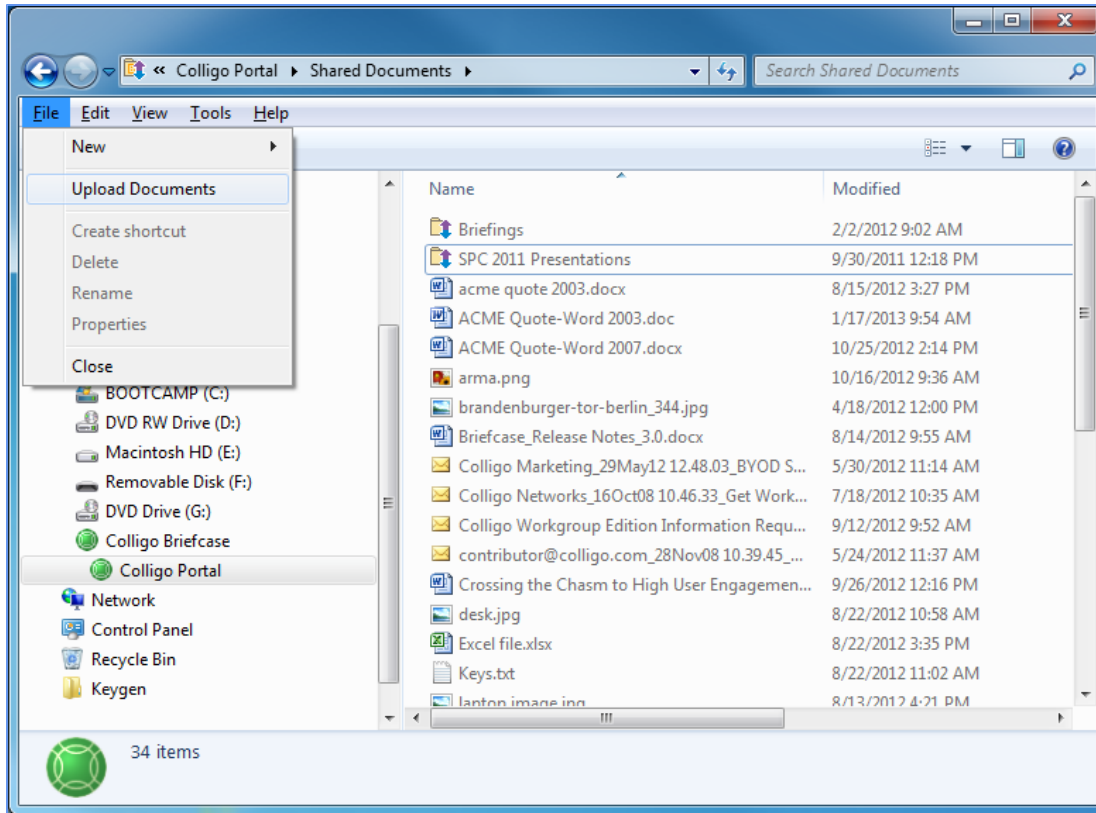 « Colligo Portal Shared Documents Search Shared Documents
File Edit View Tools Help
New
Upload Documents
Create shortcut
Delete
Rename
Properties
Close
BOOTCAMP (C:)
DVD RW Drive (D:)
Macintosh HD (E:)
Removable Disk (F:)
DVD Drive (G:)
Colligo Briefcase
Colligo Portal
Network
Control Panel
Recycle Bin
Keygen
Name Modified
Briefings 2/2/2012 9:02 AM
SPC 2011 Presentations 9/30/2011 12:18 PM
acme quote 2003.docx 8/15/2012 3:27 PM
ACME Quote-Word 2003.doc 1/17/2013 9:54 AM
ACME Quote-Word 2007.docx 10/25/2012 2:14 PM
arma.png 10/16/2012 9:36 AM
brandenburger-tor-berlin_344.jpg 4/18/2012 12:00 PM
Briefcase_Release Notes_3.0.docx 8/14/2012 9:55 AM
Colligo Marketing_29May12 12.48.03_BYOD S... 5/30/2012 11:14 AM
Colligo Networks_16Oct08 10.46.33_Get Work... 7/18/2012 10:35 AM
Colligo Workgroup Edition Information Requ... 9/12/2012 9:52 AM
contributor@colligo.com_28Nov08 10.39.45_... 5/24/2012 11:37 AM
Crossing the Chasm to High User Engagemen... 9/26/2012 12:16 PM
desk.jpg 8/22/2012 10:58 AM
Excel file.xlsx 8/22/2012 3:35 PM
Keys.txt 8/22/2012 11:02 AM
laptop image.jpg 8/13/2012 4:21 PM
34 items